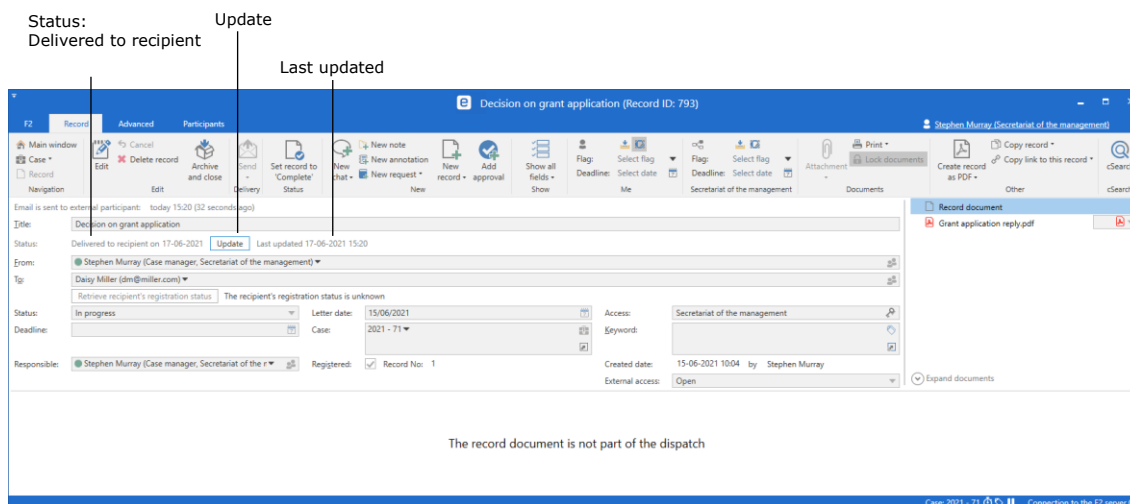 Status:
Delivered to recipient
Update
Last updated
Decision on grant application (Record ID: 793)
F2 Record Advanced Participants
Stephen Murray (Secretariat of the management)
Main window
Case
Record
Navigation
Edit
Cancel
Delete record
Archive and close
Edit
Send
Delivery
Set record to 'Complete'
Status
New chat
New note
New annotation
New request
New record
Add approval
New
Show all fields
Show
Flag: Select flag
Deadline: Select date
Me
Flag: Select flag
Deadline: Select date
Secretariat of the management
Attachment
Print
Lock documents
Documents
Create record as PDF
Copy record
Copy link to this record
Other
cSearch
Email is sent to external participant: today 15:20 (32 seconds ago)
Title: Decision on grant application
Status: Delivered to recipient on 17-06-2021 Update Last updated 17-06-2021 15:20
From: Stephen Murray (Case manager, Secretariat of the management)
To: Daisy Miller (dm@miller.com)
Retrieve recipient's registration status The recipient's registration status is unknown
Status: In progress Letter date: 15/06/2021 Access: Secretariat of the management
Deadline: Case: 2021 - 71 Keyword:
Responsible: Stephen Murray (Case manager, Secretariat of the r Registered: Record No: 1 Created date: 15-06-2021 10:04 by Stephen Murray
External access: Open
Record document
Grant application reply.pdf
Expand documents
The record document is not part of the dispatch
Case: 2021 - 71 Connection to the F2 server